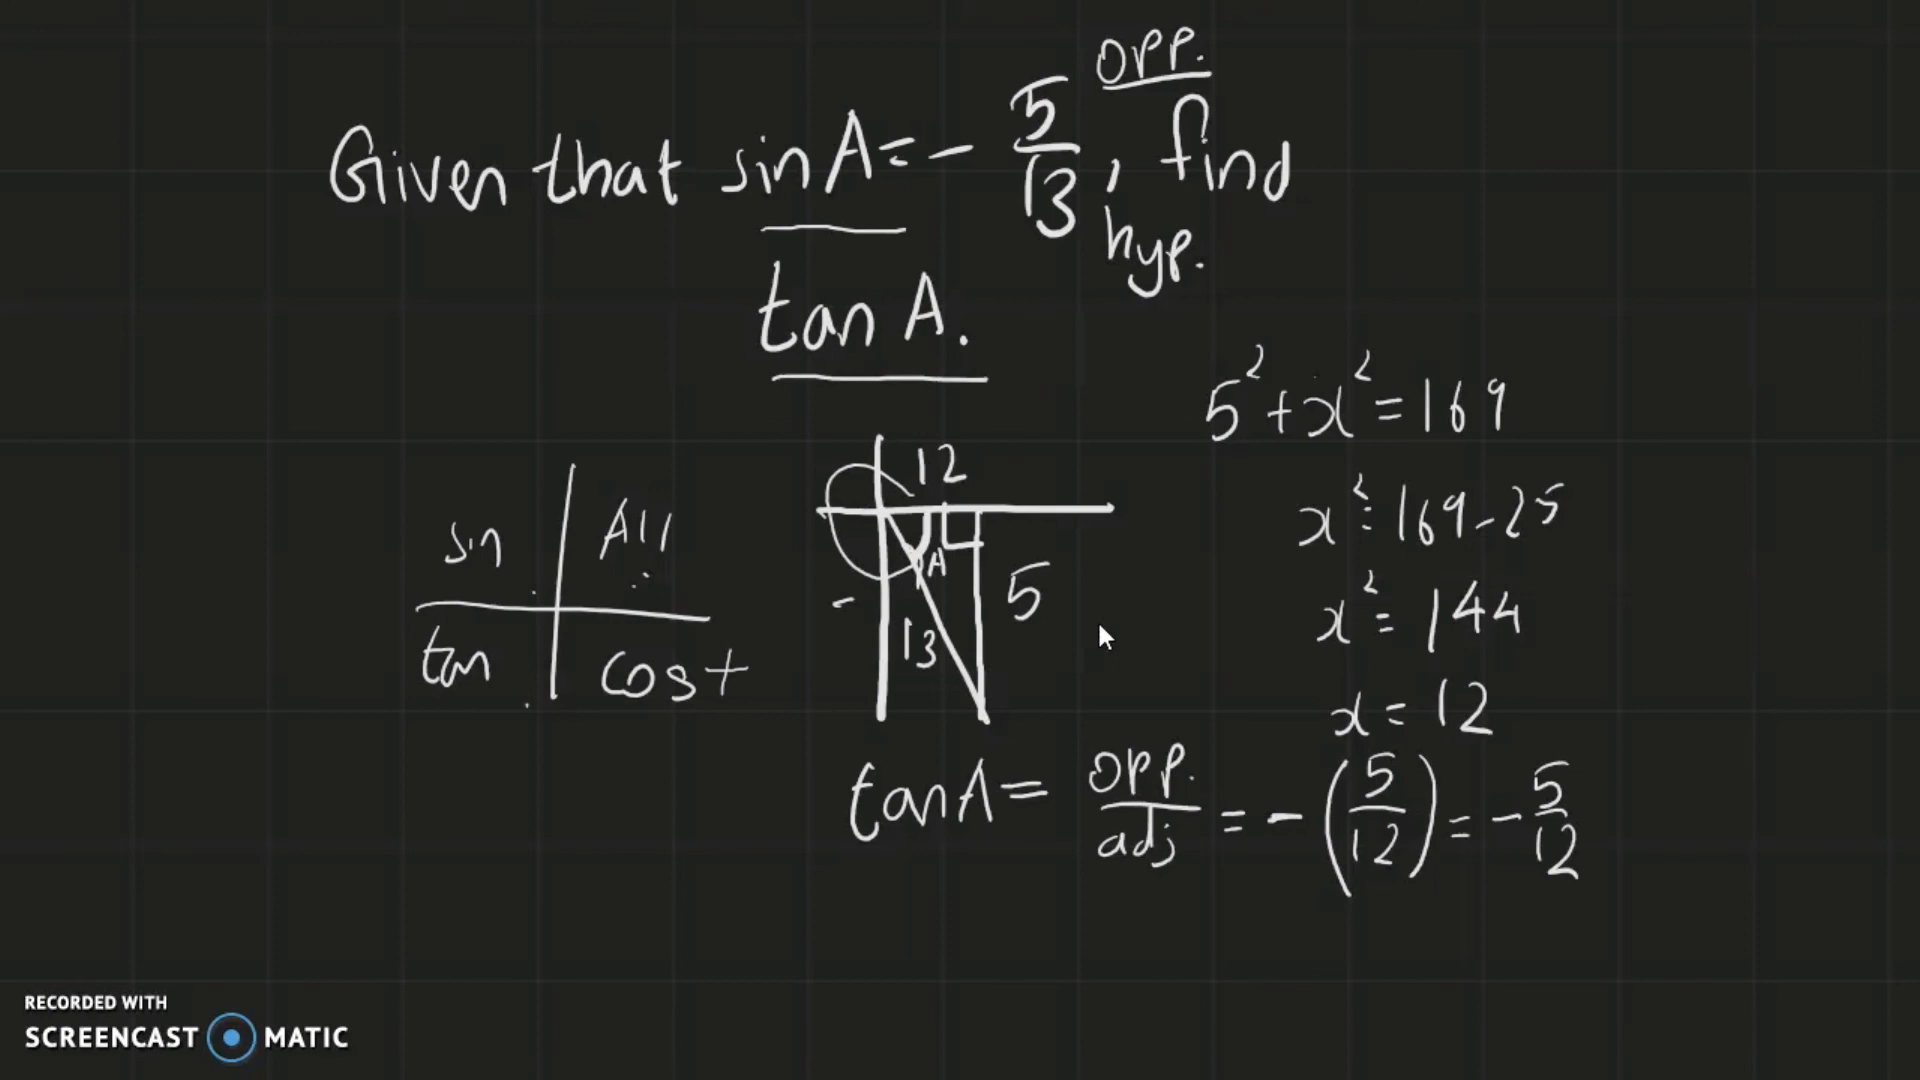 opp.
Given that sin A = - 5/13, find
hyp.
tan A.
5² + x² = 169
x² = 169 - 25
x² = 144
x = 12
sin All
tan cos +
12
A
- 5
13
tan A = opp./adj = - (5/12) = - 5/12
RECORDED WITH
SCREENCAST MATIC